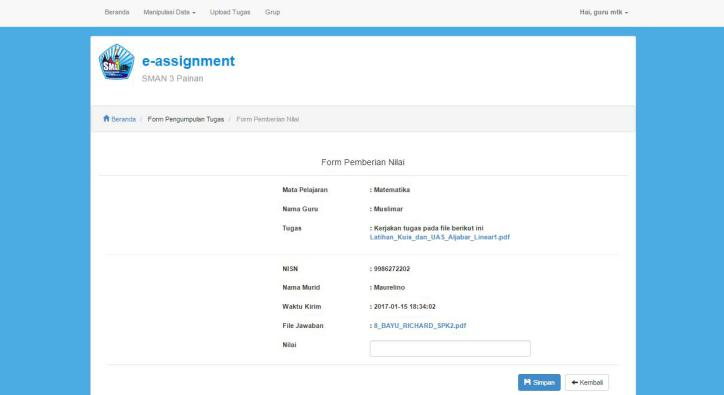 Beranda Manipulasi Data Upload Tugas Grup Hai, guru mtk
SMA
e-assignment
SMAN 3 Painan
Beranda / Form Pengumpulan Tugas / Form Pemberian Nilai
Form Pemberian Nilai
Mata Pelajaran : Matematika
Nama Guru : Muslimar
Tugas : Kerjakan tugas pada file berikut ini
Latihan_Kuis_dan_UAS_Aljabar_Linear1.pdf
NISN : 9986272202
Nama Murid : Maurelino
Waktu Kirim : 2017-01-15 18:34:02
File Jawaban : 8_BAYU_RICHARD_SPK2.pdf
Nilai
Simpan Kembali